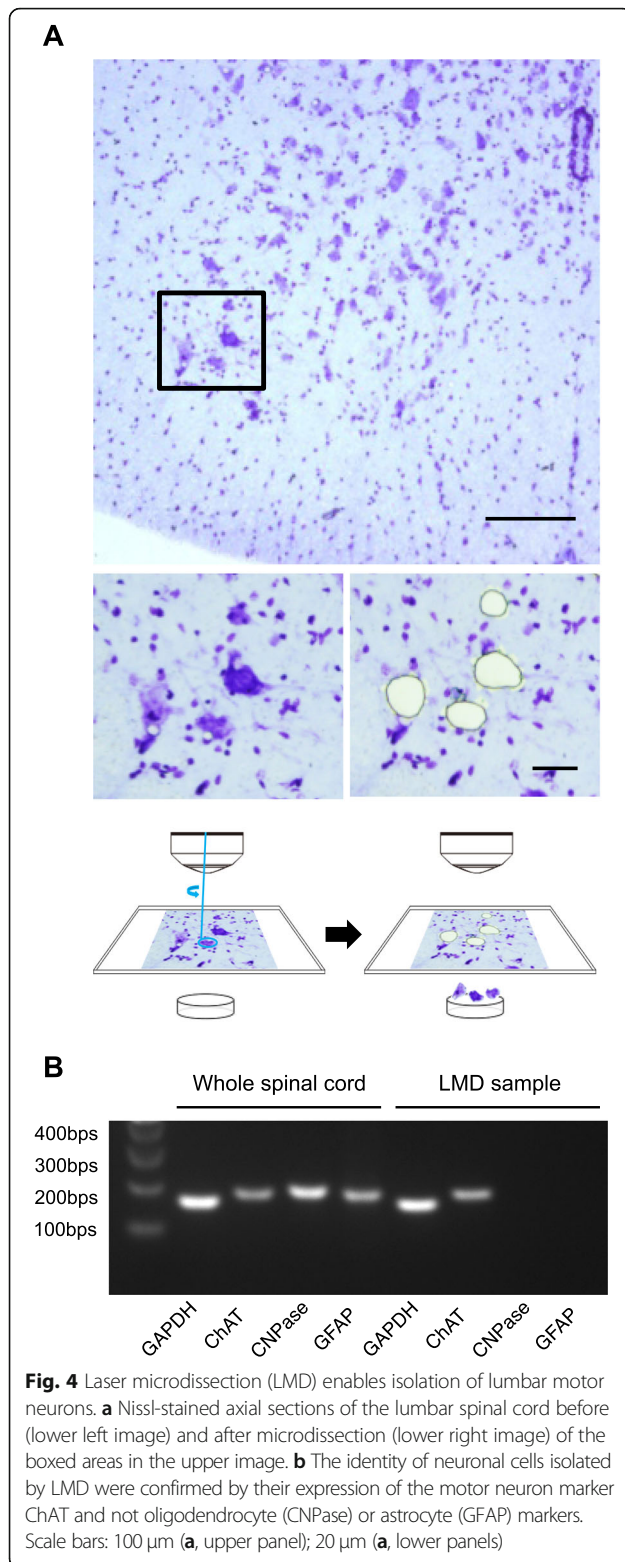 A
B
Whole spinal cord
LMD sample
400bps
300bps
200bps
100bps
GAPDH
ChAT
CNPase
GFAP
GAPDH
ChAT
CNPase
GFAP
Fig. 4 Laser microdissection (LMD) enables isolation of lumbar motor
neurons. a Nissl-stained axial sections of the lumbar spinal cord before
(lower left image) and after microdissection (lower right image) of the
boxed areas in the upper image. b The identity of neuronal cells isolated
by LMD were confirmed by their expression of the motor neuron marker
ChAT and not oligodendrocyte (CNPase) or astrocyte (GFAP) markers.
Scale bars: 100 μm (a, upper panel); 20 μm (a, lower panels)